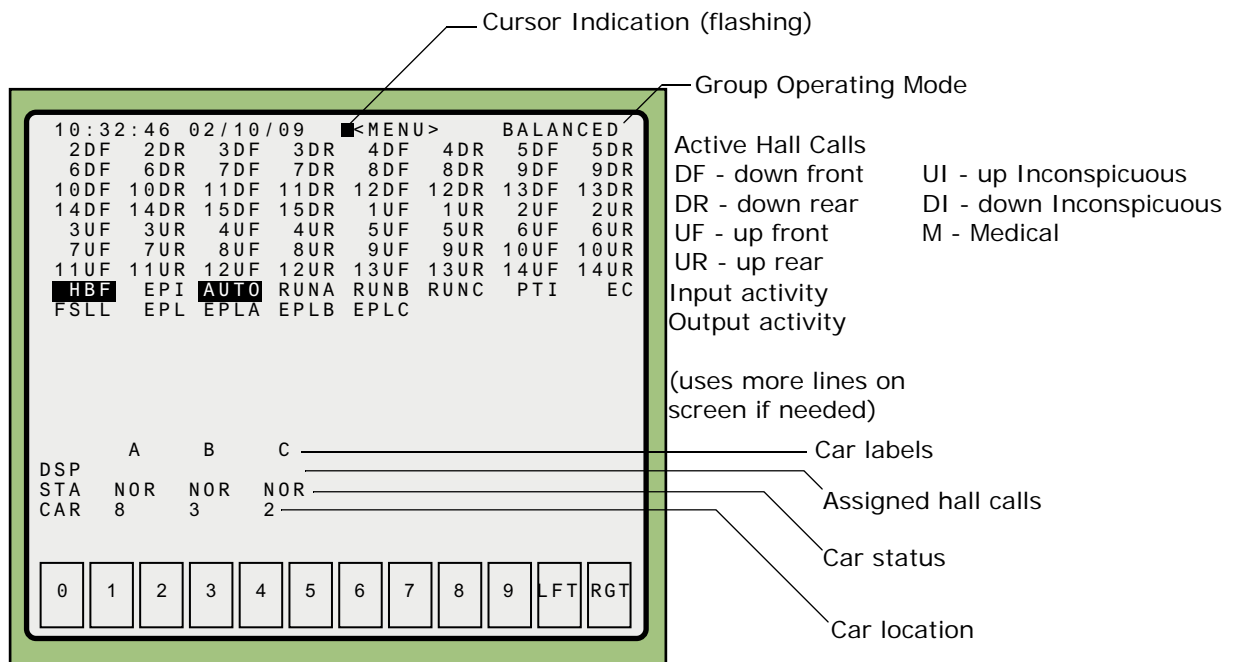 Cursor Indication (flashing)
Group Operating Mode
10:32:46 02/10/09 <MENU> BALANCED
2DF 2DR 3DF 3DR 4DF 4DR 5DF 5DR
6DF 6DR 7DF 7DR 8DF 8DR 9DF 9DR
10DF 10DR 11DF 11DR 12DF 12DR 13DF 13DR
14DF 14DR 15DF 15DR 1UF 1UR 2UF 2UR
3UF 3UR 4UF 4UR 5UF 5UR 6UF 6UR
7UF 7UR 8UF 8UR 9UF 9UR 10UF 10UR
11UF 11UR 12UF 12UR 13UF 13UR 14UF 14UR
HBF EPI AUTO RUNA RUNB RUNC PTI EC
FSLL EPL EPLA EPLB EPLC
Active Hall Calls
DF - down front UI - up Inconspicuous
DR - down rear DI - down Inconspicuous
UF - up front M - Medical
UR - up rear
Input activity
Output activity
(uses more lines on
screen if needed)
A B C
DSP
STA NOR NOR NOR
CAR 8 3 2
Car labels
Assigned hall calls
Car status
Car location
0 1 2 3 4 5 6 7 8 9 LFT RGT